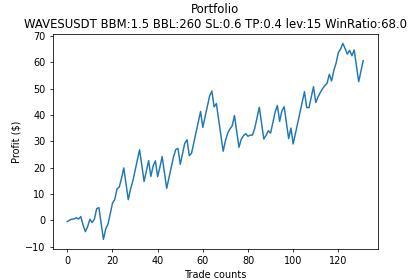 Portfolio
WAVESUSDT BBM:1.5 BBL:260 SL:0.6 TP:0.4 lev:15 WinRatio:68.0
70
60
50
40
30
20
10
0
−10
Profit ($)
0 20 40 60 80 100 120
Trade counts